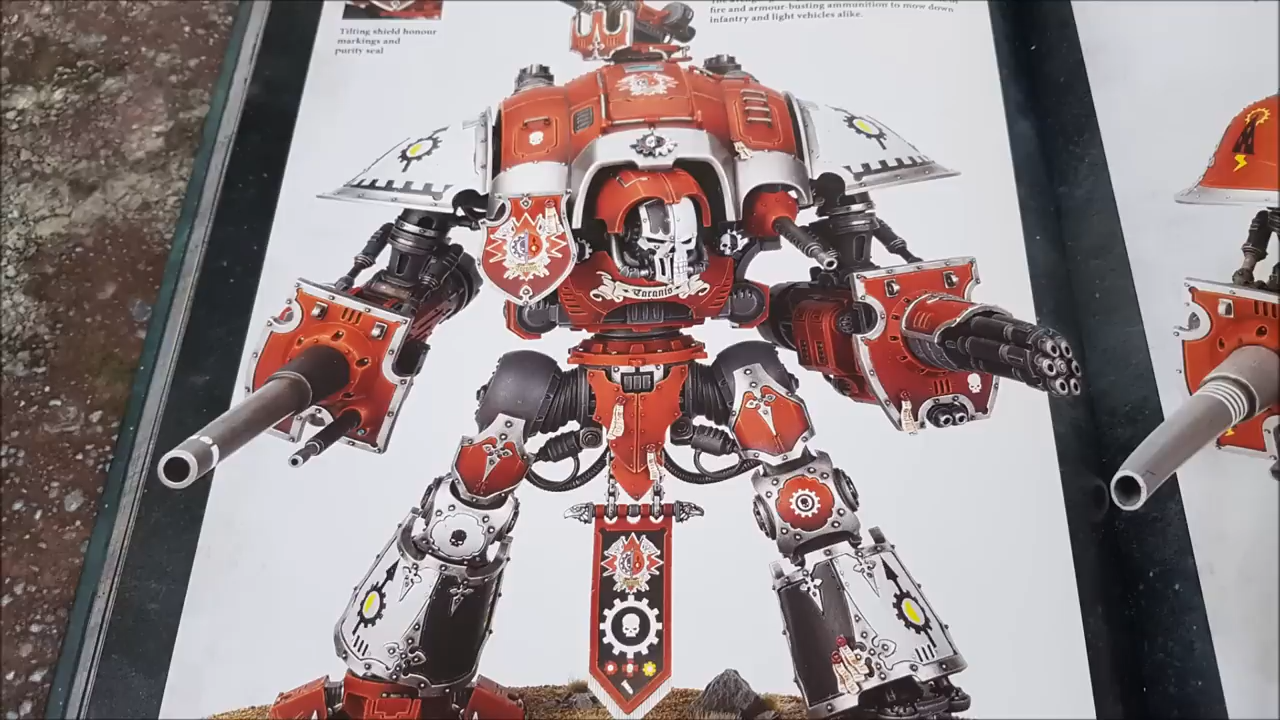 fire and armour-busting ammunition to mow down
infantry and light vehicles alike.
Tilting shield honour
markings and
purity seal
Taranis